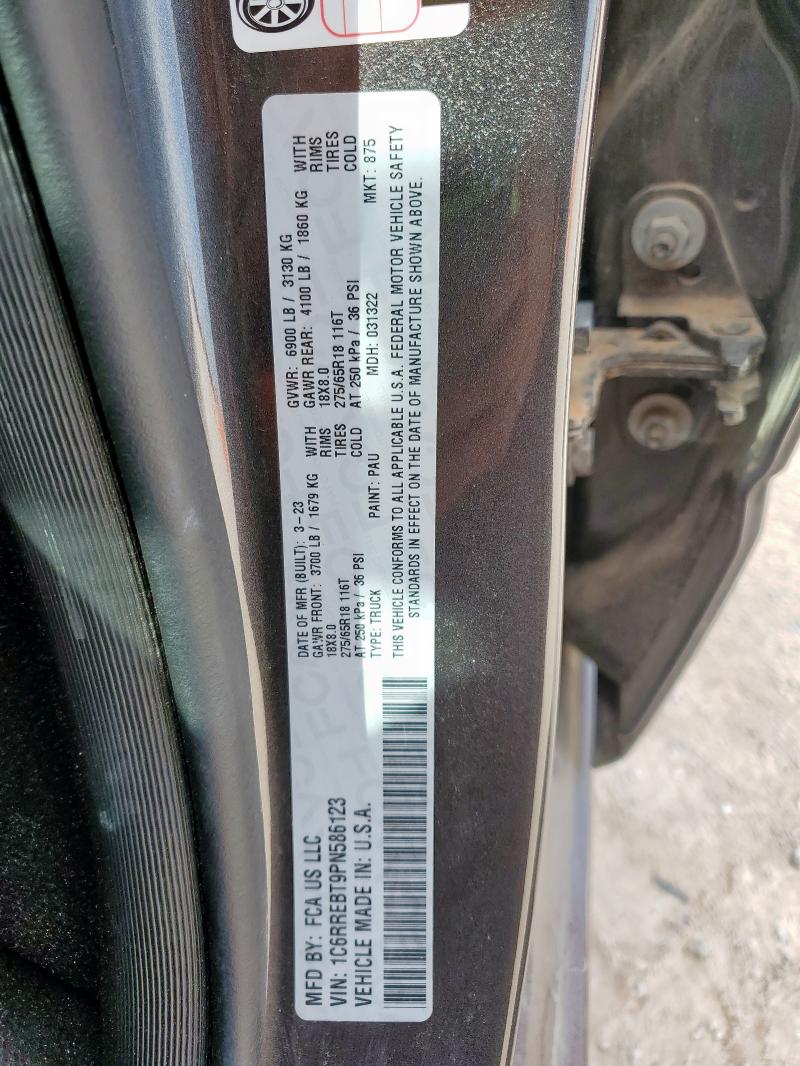 MFD BY: FCA US LLC
VIN: 1C6RREBT9PN586123
VEHICLE MADE IN: U.S.A.
DATE OF MFR (BUILT): 3-23
GAWR FRONT: 3700 LB / 1679 KG WITH
18X8.0 RIMS
275/65R18 116T TIRES
AT 250 kPa / 36 PSI COLD
GVWR: 6900 LB / 3130 KG
GAWR REAR: 4100 LB / 1860 KG WITH
18X8.0 RIMS
275/65R18 116T TIRES
AT 250 kPa / 36 PSI COLD
TYPE: TRUCK PAINT: PAU MDH: 031322 MKT: 875
THIS VEHICLE CONFORMS TO ALL APPLICABLE U.S.A. FEDERAL MOTOR VEHICLE SAFETY
STANDARDS IN EFFECT ON THE DATE OF MANUFACTURE SHOWN ABOVE.